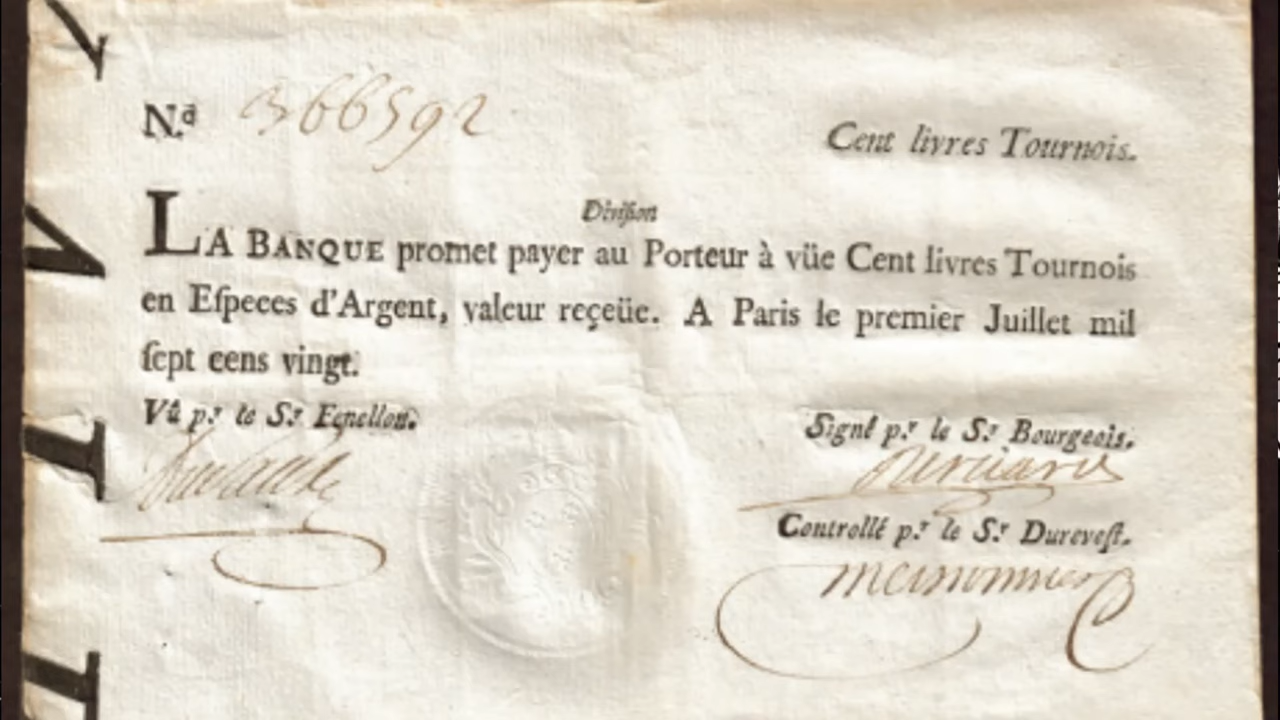 N.º 366592
Cent livres Tournois.
Diviſion
LA BANQUE promet payer au Porteur à vüe Cent livres Tournois
en Eſpeces d'Argent, valeur reçeüe. A Paris le premier Juillet mil
ſept cens vingt.
Vû p.r le S.r Fenellon.
Signé p.r le S.r Bourgeois.
Controllé p.r le S.r Dureveſt.